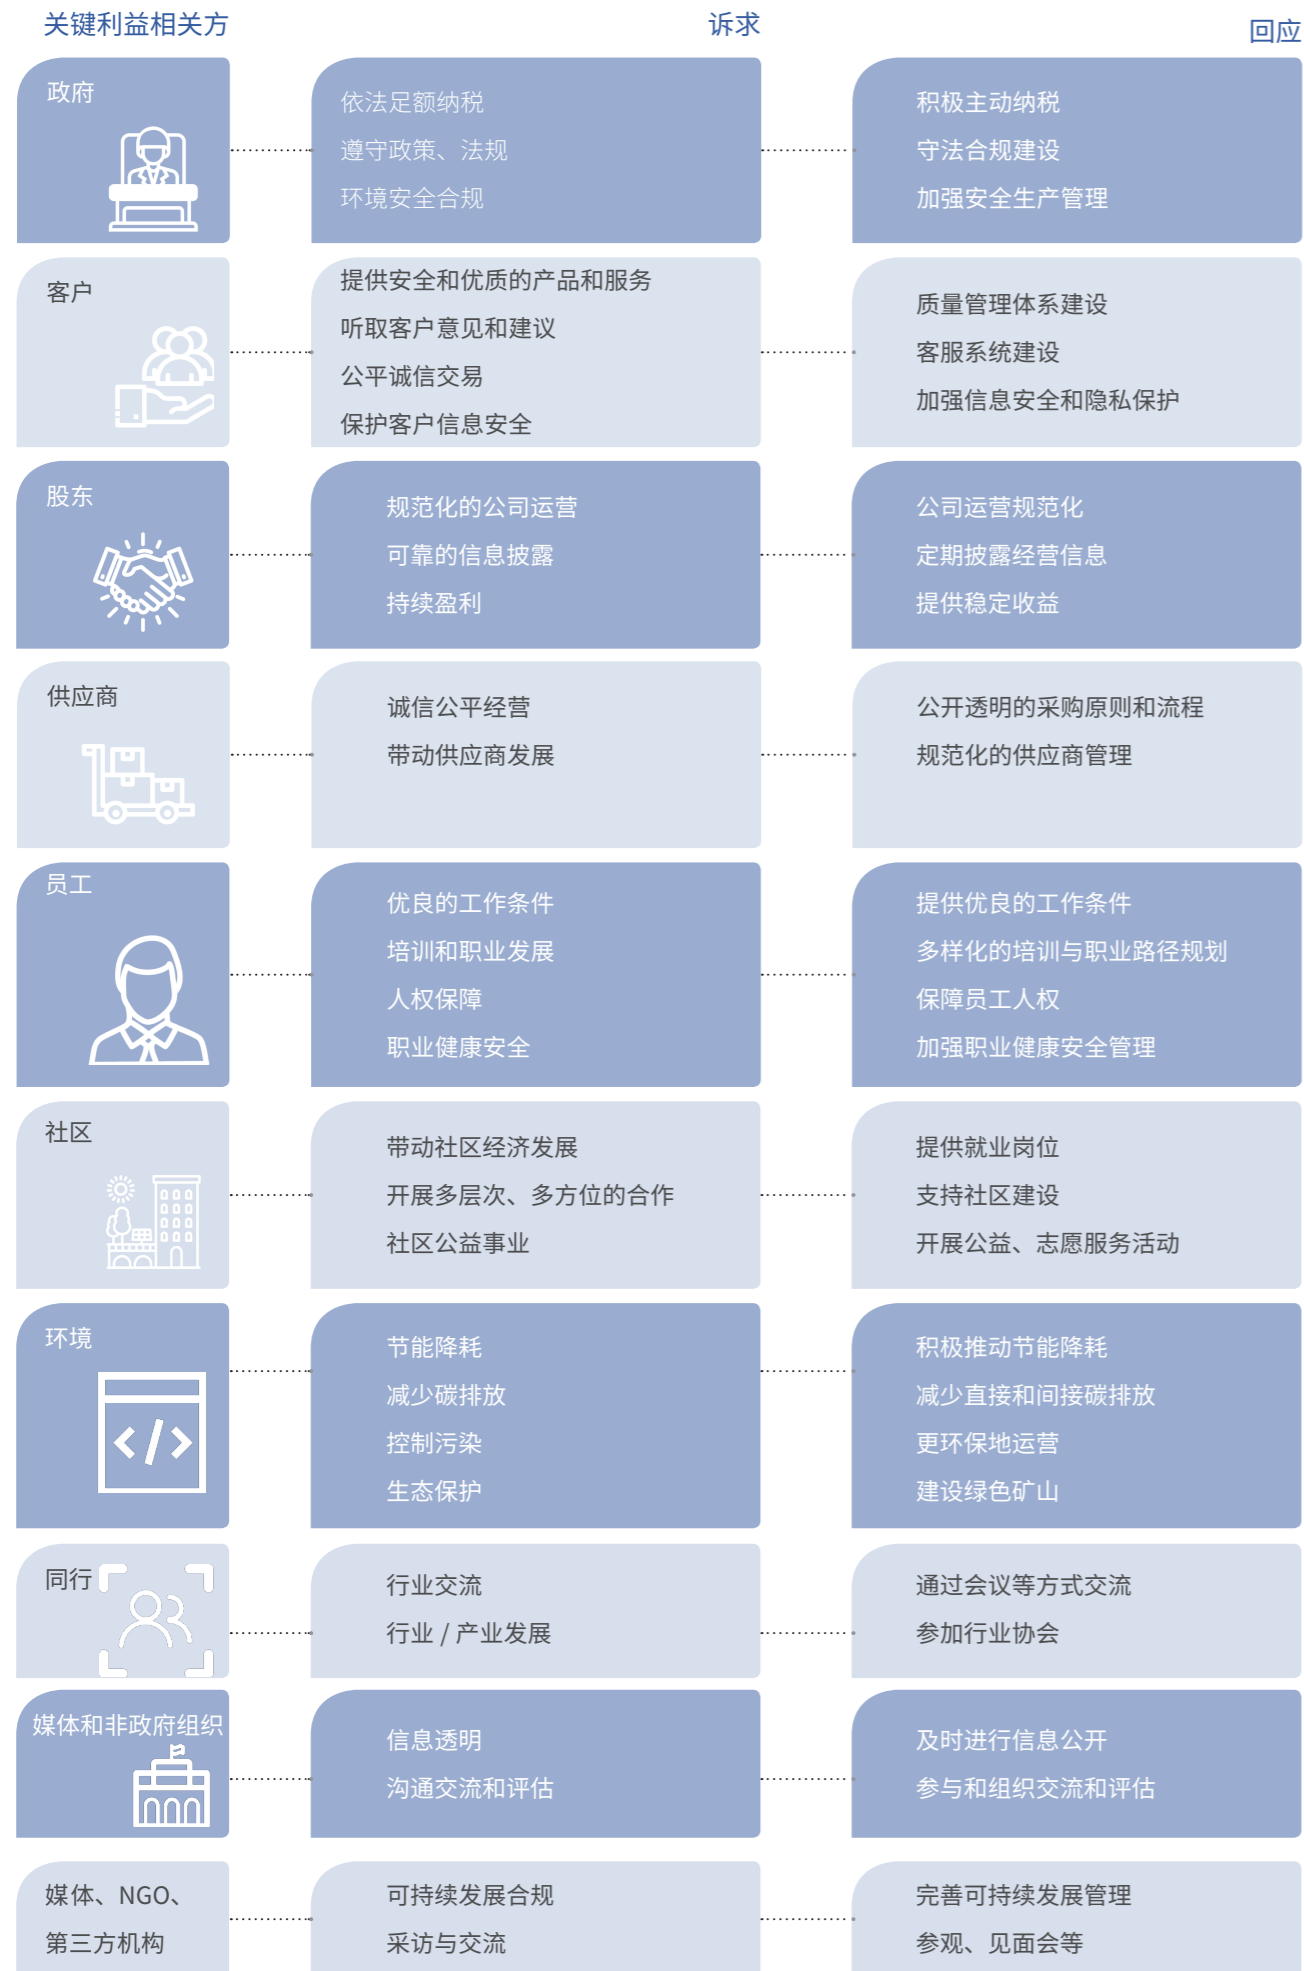 关键利益相关方
诉求
回应
政府
依法足额纳税
遵守政策、法规
环境安全合规
积极主动纳税
守法合规建设
加强安全生产管理
客户
提供安全和优质的产品和服务
听取客户意见和建议
公平诚信交易
保护客户信息安全
质量管理体系建设
客服系统建设
加强信息安全和隐私保护
股东
规范化的公司运营
可靠的信息披露
持续盈利
公司运营规范化
定期披露经营信息
提供稳定收益
供应商
诚信公平经营
带动供应商发展
公开透明的采购原则和流程
规范化的供应商管理
员工
优良的工作条件
培训和职业发展
人权保障
职业健康安全
提供优良的工作条件
多样化的培训与职业路径规划
保障员工人权
加强职业健康安全管理
社区
带动社区经济发展
开展多层次、多方位的合作
社区公益事业
提供就业岗位
支持社区建设
开展公益、志愿服务活动
环境
节能降耗
减少碳排放
控制污染
生态保护
积极推动节能降耗
减少直接和间接碳排放
更环保地运营
建设绿色矿山
同行
行业交流
行业 / 产业发展
通过会议等方式交流
参加行业协会
媒体和非政府组织
信息透明
沟通交流和评估
及时进行信息公开
参与和组织交流和评估
媒体、NGO、
第三方机构
可持续发展合规
采访与交流
完善可持续发展管理
参观、见面会等